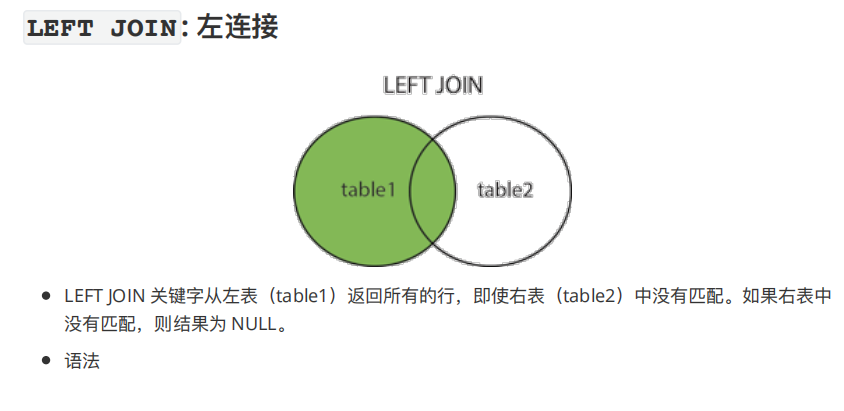 LEFT JOIN: 左连接
LEFT JOIN
table1 table2
LEFT JOIN 关键字从左表（table1）返回所有的行，即使右表（table2）中没有匹配。如果右表中
没有匹配，则结果为 NULL。
语法